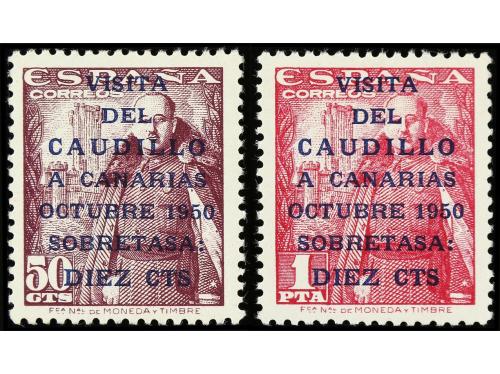 ESPAÑA
CORREOS
VISITA
DEL
CAUDILLO
A CANARIAS
OCTUBRE 1950
SOBRETASA:
DIEZ CTS
50
CTS
Fca. Nal. DE MONEDA Y TIMBRE
ESPAÑA
CORREOS
VISITA
DEL
CAUDILLO
A CANARIAS
OCTUBRE 1950
SOBRETASA:
DIEZ CTS
1
PTA
Fca. Nal. DE MONEDA Y TIMBRE